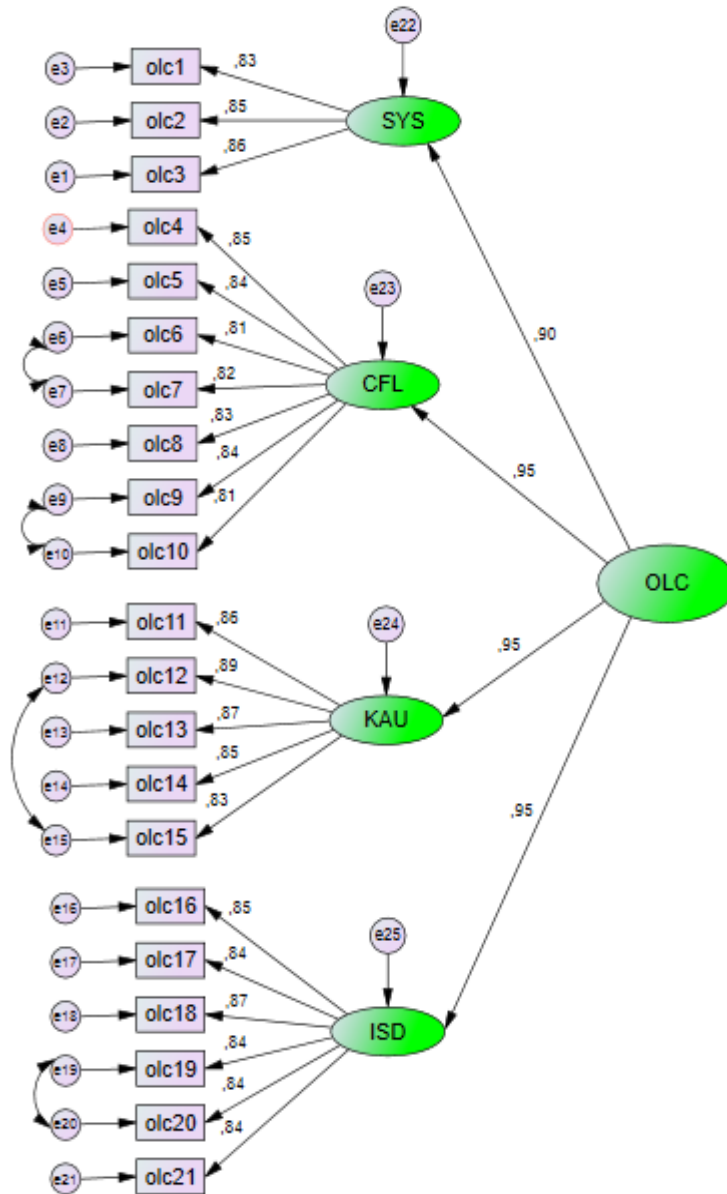 e22
e3 olc1 ,83
e2 olc2 ,85 SYS
e1 olc3 ,86
e4 olc4 ,85
e5 olc5 ,84 e23
e6 olc6 ,81 ,90
e7 olc7 ,82 CFL
e8 olc8 ,83
e9 olc9 ,84 ,95
e10 olc10 ,81
OLC
e11 olc11 ,86 e24
e12 olc12 ,89 ,95
e13 olc13 ,87 KAU
e14 olc14 ,85
e15 olc15 ,83 ,95
e16 olc16 ,85
e17 olc17 ,84 e25
e18 olc18 ,87 ISD
e19 olc19 ,84
e20 olc20 ,84
e21 olc21 ,84